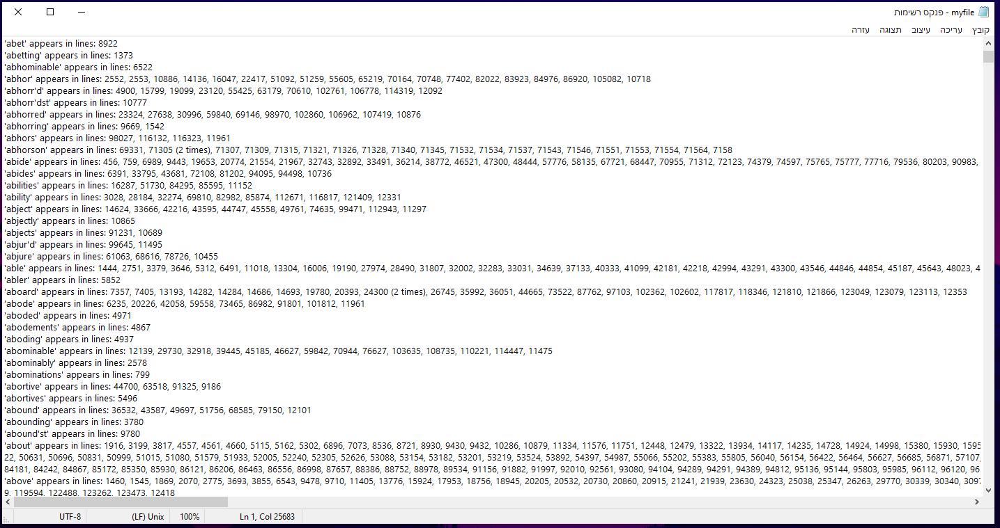 myfile - פנקס רשימות
קובץ עריכה עיצוב תצוגה עזרה
'abet' appears in lines: 8922
'abetting' appears in lines: 1373
'abhominable' appears in lines: 6522
'abhor' appears in lines: 2552, 2553, 10886, 14136, 16047, 22417, 51092, 51259, 55605, 65219, 70164, 70748, 77402, 82022, 83923, 84976, 86920, 105082, 10718
'abhorr'd' appears in lines: 4900, 15799, 19099, 23120, 55425, 63179, 70610, 102761, 106778, 114319, 12092
'abhorr'dst' appears in lines: 10777
'abhorred' appears in lines: 23324, 27638, 30996, 59840, 69146, 98970, 102860, 106962, 107419, 10876
'abhorring' appears in lines: 9669, 1542
'abhors' appears in lines: 98027, 116132, 116323, 11961
'abhorson' appears in lines: 69331, 71305 (2 times), 71307, 71309, 71315, 71321, 71326, 71328, 71340, 71345, 71532, 71534, 71537, 71543, 71546, 71551, 71553, 71554, 71564, 7158
'abide' appears in lines: 456, 759, 6989, 9443, 19653, 20774, 21554, 21967, 32743, 32892, 33491, 36214, 38772, 46521, 47300, 48444, 57776, 58135, 67721, 68447, 70955, 71312, 72123, 74379, 74597, 75765, 75777, 77716, 79536, 80203, 90983,
'abides' appears in lines: 6391, 33795, 43681, 72108, 81202, 94095, 94498, 10736
'abilities' appears in lines: 16287, 51730, 84295, 85595, 11152
'ability' appears in lines: 3028, 28184, 32274, 69810, 82982, 85874, 112671, 116817, 121409, 12331
'abject' appears in lines: 14624, 33666, 42216, 43595, 44747, 45558, 49761, 74635, 99471, 112943, 11297
'abjectly' appears in lines: 10865
'abjects' appears in lines: 91231, 10689
'abjur'd' appears in lines: 99645, 11495
'abjure' appears in lines: 61063, 68616, 78726, 10455
'able' appears in lines: 1444, 2751, 3379, 3646, 5312, 6491, 11018, 13304, 16006, 19190, 27974, 28490, 31807, 32002, 32283, 33031, 34639, 37133, 40333, 41099, 42181, 42218, 42994, 43291, 43300, 43546, 44846, 44854, 45187, 45643, 48023, 4
'abler' appears in lines: 5852
'aboard' appears in lines: 7357, 7405, 13193, 14282, 14284, 14686, 14693, 19780, 20393, 24300 (2 times), 26745, 35992, 36051, 44665, 73522, 87762, 97103, 102362, 102602, 117817, 118346, 121810, 121866, 123049, 123079, 123113, 12353
'abode' appears in lines: 6235, 20226, 42058, 59558, 73465, 86982, 91801, 101812, 11961
'aboded' appears in lines: 4971
'abodements' appears in lines: 4867
'aboding' appears in lines: 4937
'abominable' appears in lines: 12139, 29730, 32918, 39445, 45185, 46627, 59842, 70944, 76627, 103635, 108735, 110221, 114447, 11475
'abominably' appears in lines: 2578
'abominations' appears in lines: 799
'abortive' appears in lines: 44700, 63518, 91325, 9186
'abortives' appears in lines: 5496
'abound' appears in lines: 36532, 43587, 49697, 51756, 68585, 79150, 12101
'abounding' appears in lines: 3780
'abound'st' appears in lines: 9780
'about' appears in lines: 1916, 3199, 3817, 4557, 4561, 4660, 5115, 5162, 5302, 6896, 7073, 8536, 8721, 8930, 9430, 9432, 10286, 10879, 11334, 11576, 11751, 12448, 12479, 13322, 13934, 14117, 14235, 14728, 14924, 14998, 15380, 15930, 1595
22, 50631, 50696, 50831, 50999, 51015, 51080, 51579, 51933, 52005, 52240, 52305, 52626, 53088, 53154, 53182, 53201, 53219, 53524, 53892, 54397, 54987, 55066, 55202, 55383, 55805, 56040, 56154, 56422, 56464, 56627, 56685, 56871, 57107,
84181, 84242, 84867, 85172, 85350, 85930, 86121, 86206, 86463, 86556, 86998, 87657, 88386, 88752, 88978, 89534, 91156, 91882, 91997, 92010, 92561, 93080, 94104, 94289, 94291, 94389, 94812, 95136, 95144, 95803, 95985, 96112, 96120, 96
'above' appears in lines: 1460, 1545, 1869, 2070, 2775, 3693, 3855, 6543, 9478, 9710, 11405, 13776, 15924, 17953, 18756, 18945, 20205, 20532, 20730, 20860, 20915, 21241, 21939, 23630, 24323, 25038, 25347, 26263, 29770, 30339, 30340, 3097
9, 119594, 122488, 123262, 123473, 12418
UTF-8 (LF) Unix 100% Ln 1, Col 25683